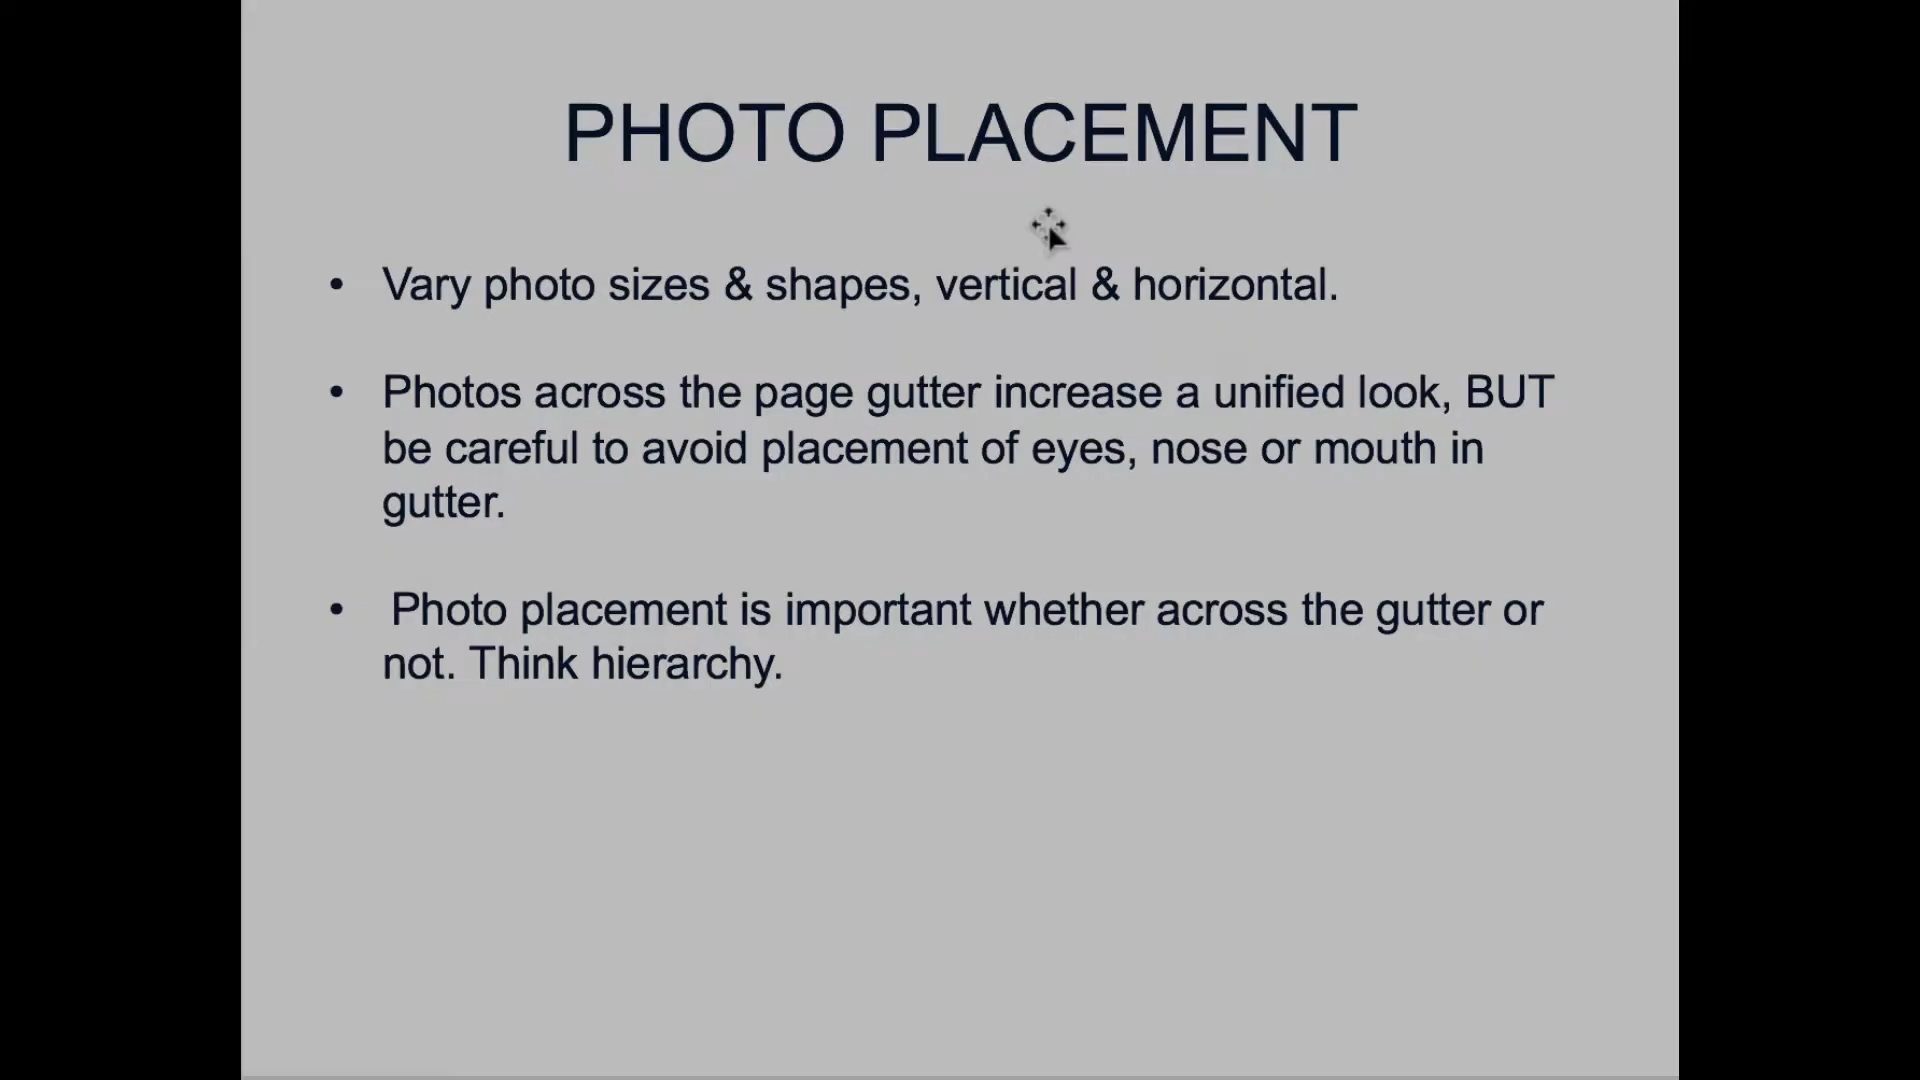 PHOTO PLACEMENT
• Vary photo sizes & shapes, vertical & horizontal.
• Photos across the page gutter increase a unified look, BUT
be careful to avoid placement of eyes, nose or mouth in
gutter.
• Photo placement is important whether across the gutter or
not. Think hierarchy.